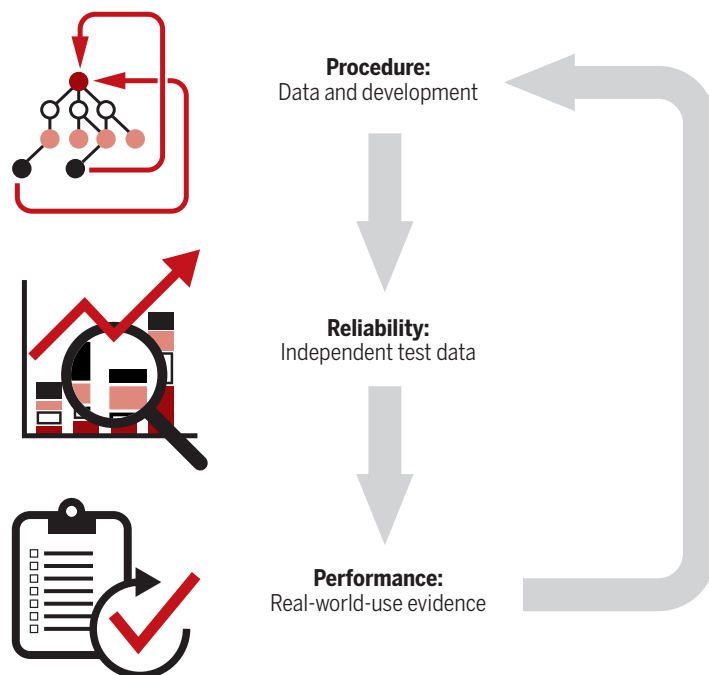 Procedure:
Data and development
Reliability:
Independent test data
Performance:
Real-world-use evidence